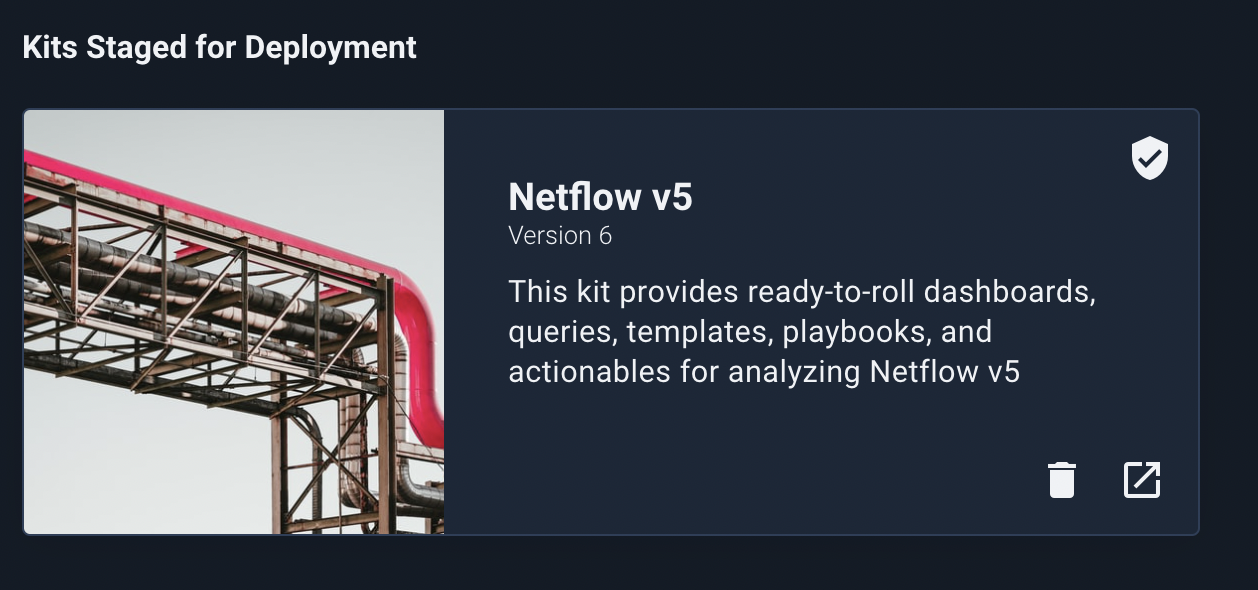 Kits Staged for Deployment
Netflow v5
Version 6
This kit provides ready-to-roll dashboards,
queries, templates, playbooks, and
actionables for analyzing Netflow v5